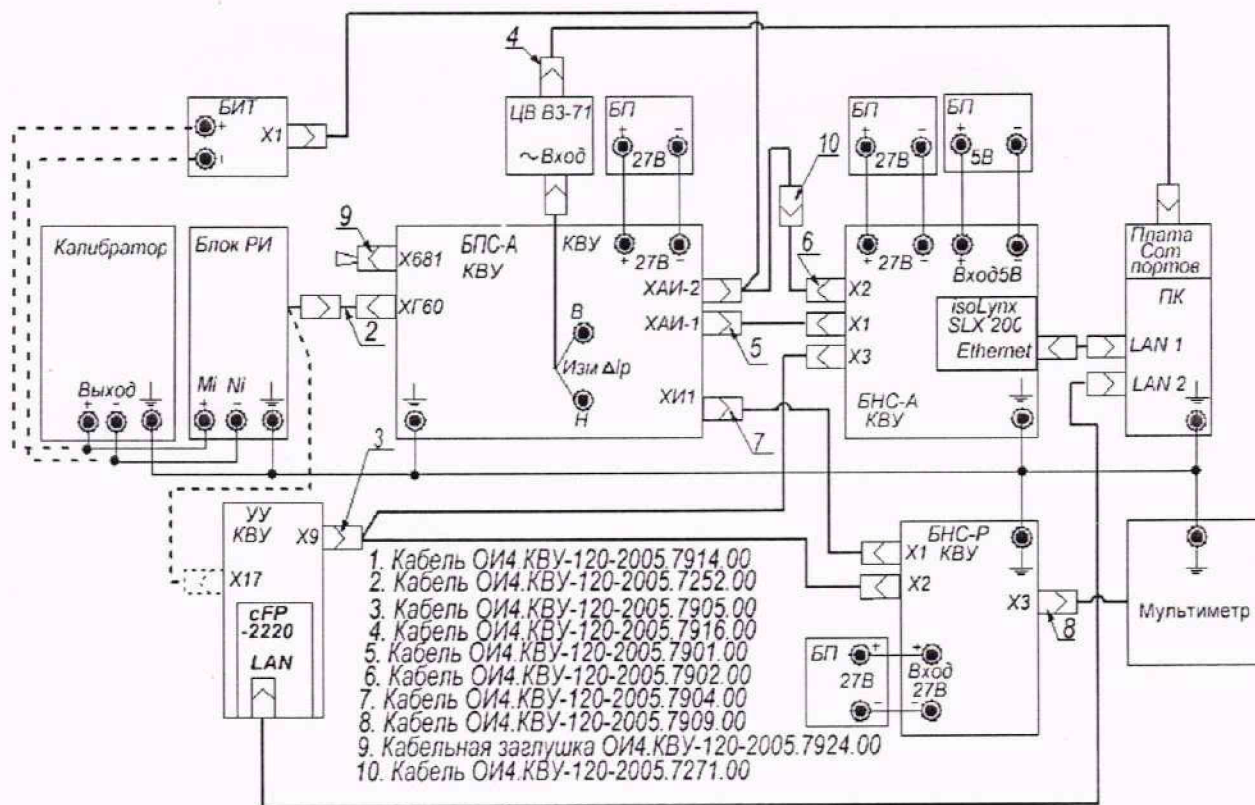 4
БИТ
+
X1
ЦВ ВЗ-71
~ Вход
БП
+ −
27В
10
БП
+ −
27В
БП
+ −
5В
Калибратор
Выход
+ −
Блок РИ
Mi Ni
+ −
9
X681
БПС-А
КВУ
КВУ
27В
+ −
ХГ60
2
ХАИ-2
ХАИ-1
5
В
Изм Δlp
Н
ХИ1
7
6
X2
X1
X3
27В
+ −
Вход5В
+ −
isoLynx
SLX 200
Ethernet
БНС-А
КВУ
Плата
Com
портов
ПК
LAN 1
LAN 2
3
УУ
КВУ
X9
X17
cFP
-2220
LAN
1. Кабель ОИ4.КВУ-120-2005.7914.00
2. Кабель ОИ4.КВУ-120-2005.7252.00
3. Кабель ОИ4.КВУ-120-2005.7905.00
4. Кабель ОИ4.КВУ-120-2005.7916.00
5. Кабель ОИ4.КВУ-120-2005.7901.00
6. Кабель ОИ4.КВУ-120-2005.7902.00
7. Кабель ОИ4.КВУ-120-2005.7904.00
8. Кабель ОИ4.КВУ-120-2005.7909.00
9. Кабельная заглушка ОИ4.КВУ-120-2005.7924.00
10. Кабель ОИ4.КВУ-120-2005.7271.00
БНС-Р
КВУ
X1
X2
X3
8
БП
+
27В
−
+
Вход
27В
−
Мультиметр